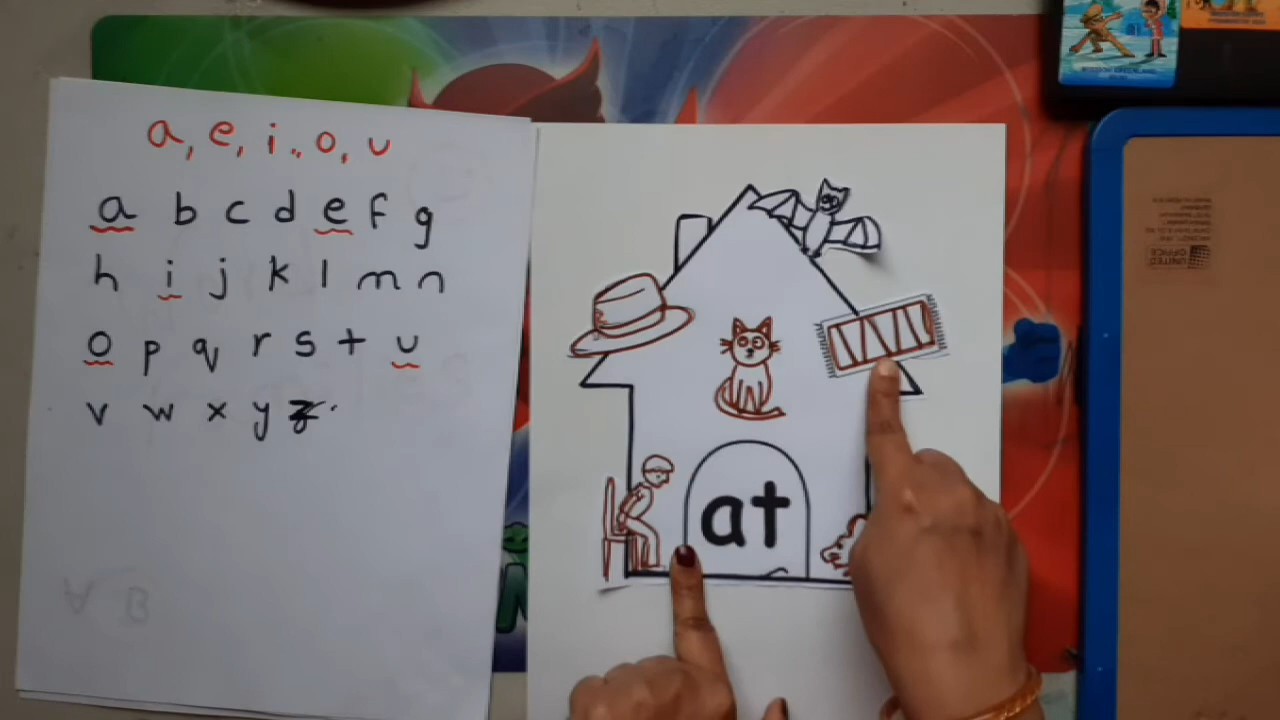 a, e, i, o, u
a b c d e f g
h i j k l m n
o p q r s t u
v w x y z
at